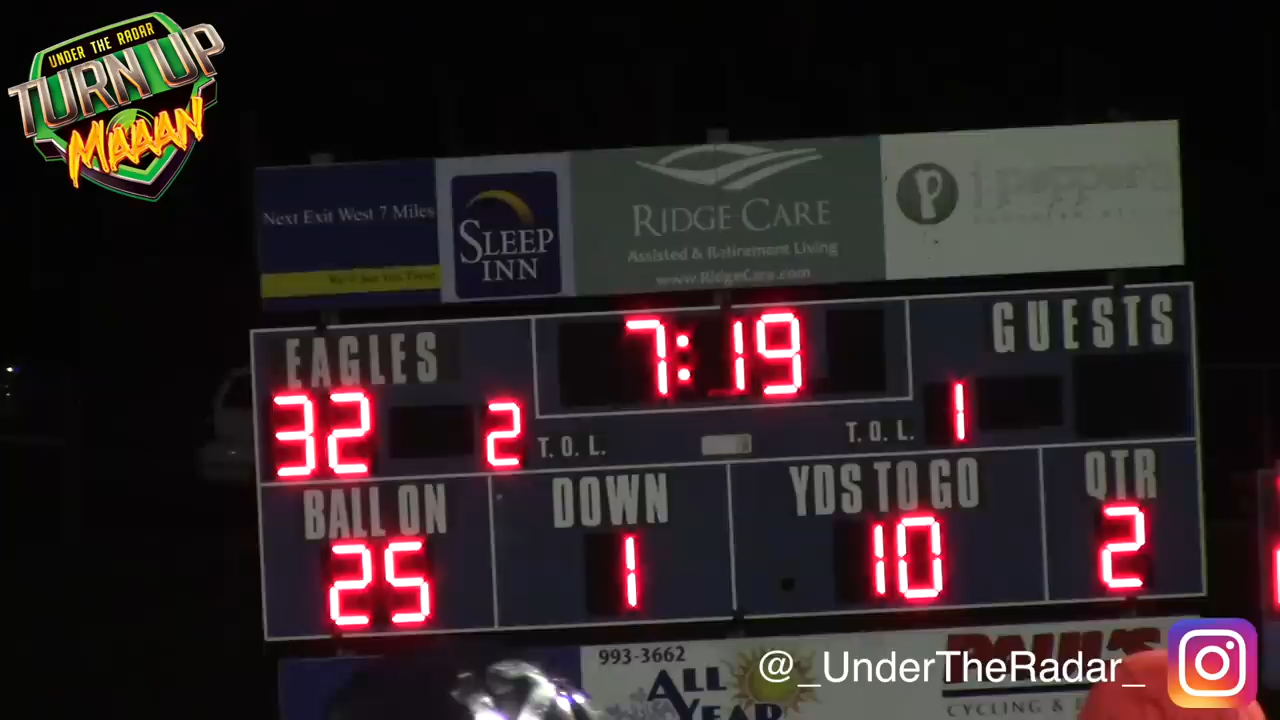 UNDER THE RADAR
TURN UP
MAAAN
Next Exit West 7 Miles
SLEEP
INN
RIDGE CARE
Assisted & Retirement Living
www.RidgeCare.com
p
EAGLES
7:19
GUESTS
32
2
T. O. L.
T. O. L.
1
BALL ON
DOWN
YDS TO GO
QTR
25
1
10
2
993-3662
ALL
YEAR
PAUL'S
CYCLING &
@_UnderTheRadar_